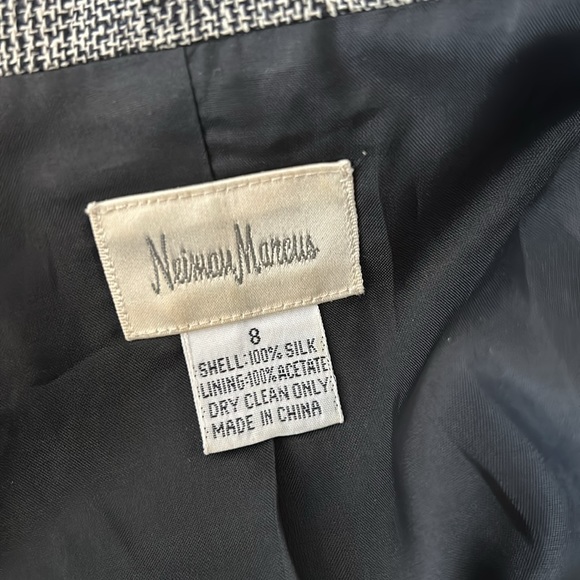 Neiman Marcus
8
SHELL:100% SILK
LINING:100% ACETATE
DRY CLEAN ONLY
MADE IN CHINA